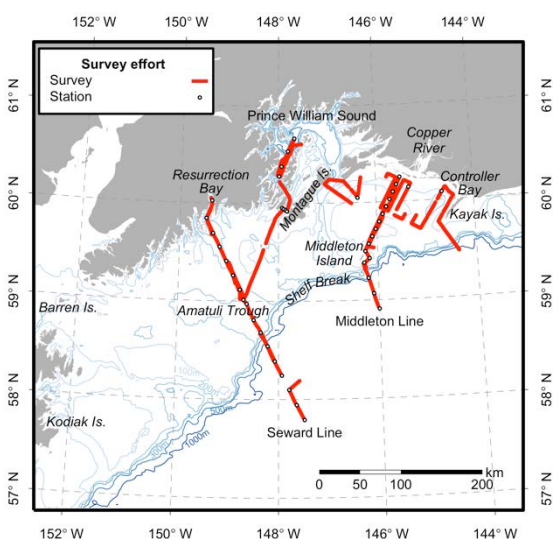 152° W 150° W 148° W 146° W 144° W
Survey effort
Survey
Station
61° N
61° N
Prince William Sound
Copper
River
Resurrection
Bay
Controller
Bay
60° N
60° N
Montague Is.
Kayak Is.
Middleton
Island
Shelf Break
59° N
59° N
Barren Is.
Amatuli Trough
Middleton Line
100m
58° N
58° N
Kodiak Is.
Seward Line
1000m
km
0 50 100 200
57° N
57° N
152° W 150° W 148° W 146° W 144° W